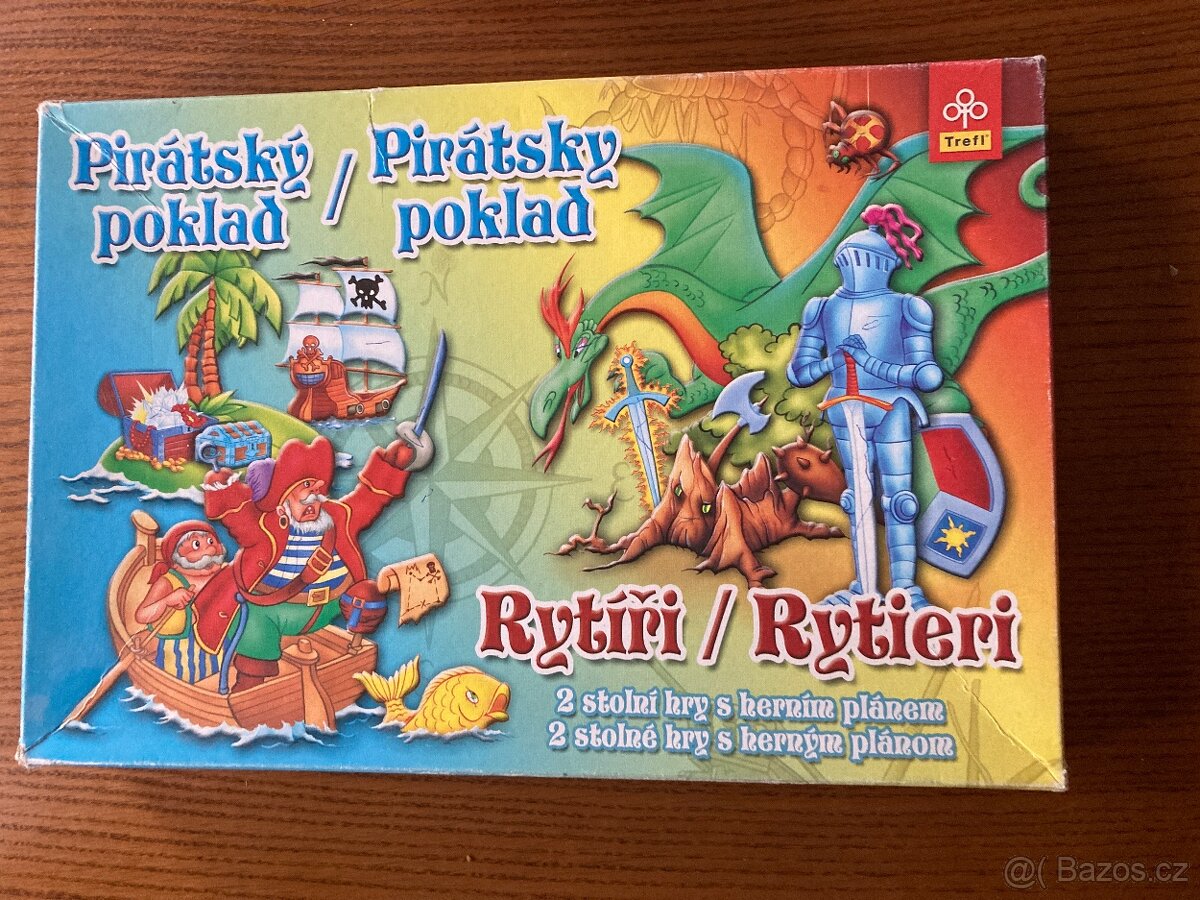 Pirátský poklad / Pirátsky poklad
Trefl
N
Rytíři / Rytieri
2 stolní hry s herním plánem
2 stolné hry s herným plánom
@( Bazos.cz